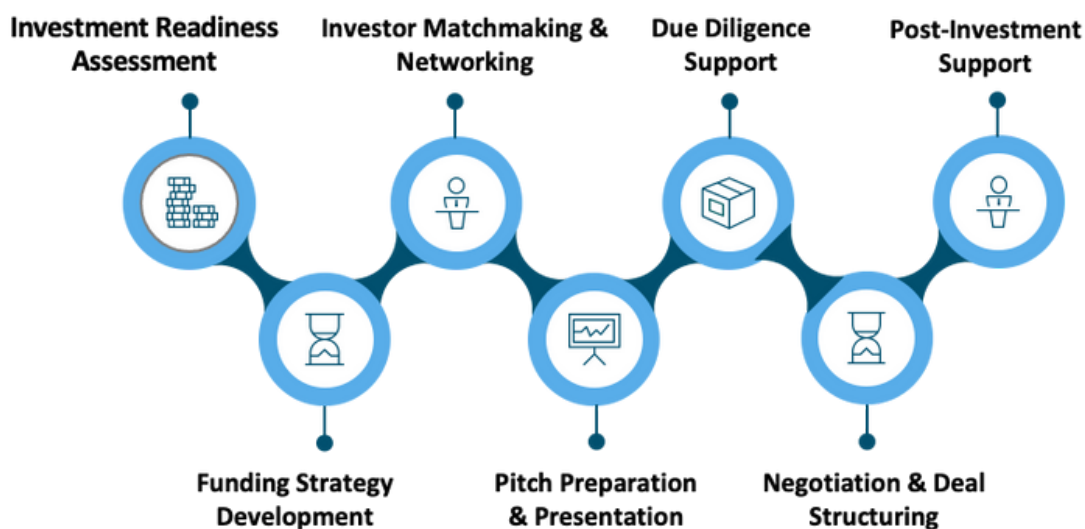 Investment Readiness
Assessment
Investor Matchmaking &
Networking
Due Diligence
Support
Post-Investment
Support
Funding Strategy
Development
Pitch Preparation
& Presentation
Negotiation & Deal
Structuring